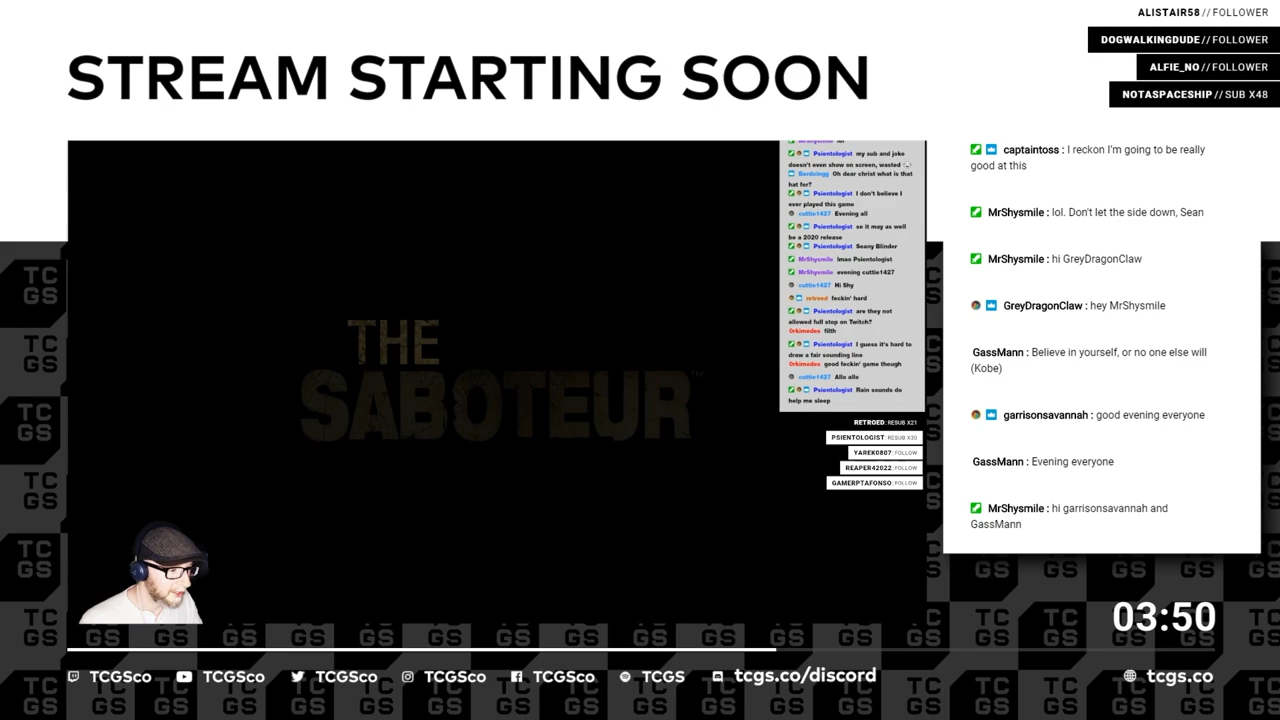 ALISTAIR58 // FOLLOWER
DOGWALKINGDUDE // FOLLOWER
ALFIE_NO // FOLLOWER
NOTASPACESHIP // SUB X48
STREAM STARTING SOON
Psientologist my sub and joke
doesn't even show on screen, wasted
Bentoingg Oh dear christ what is that
hat for?
Psientologist I don't believe I
ever played this game
cuttie1427 Evening all
Psientologist so it may as well
be a 2020 release
Psientologist Seany Blinder
MrShysmile lmao Psientologist
MrShysmile evening cuttie1427
cuttie1427 Hi Shy
retroed feckin' hard
Psientologist are they not
allowed full stop on Twitch?
Orkimedes filth
Psientologist I guess it's hard to
draw a fair sounding line
Orkimedes good feckin' game though
cuttie1427 Allo allo
Psientologist Rain sounds do
help me sleep
THE
SABOTEUR™
RETROED: RESUB X21
PSIENTOLOGIST: RESUB X30
YAREK0807: FOLLOW
REAPER42022: FOLLOW
GAMERPTAFONSO: FOLLOW
captaintoss : I reckon I'm going to be really
good at this
MrShysmile : lol. Don't let the side down, Sean
MrShysmile : hi GreyDragonClaw
GreyDragonClaw : hey MrShysmile
GassMann : Believe in yourself, or no one else will
(Kobe)
garrisonsavannah : good evening everyone
GassMann : Evening everyone
MrShysmile : hi garrisonsavannah and
GassMann
03:50
TCGSco TCGSco TCGSco TCGSco TCGSco TCGS tcgs.co/discord tcgs.co